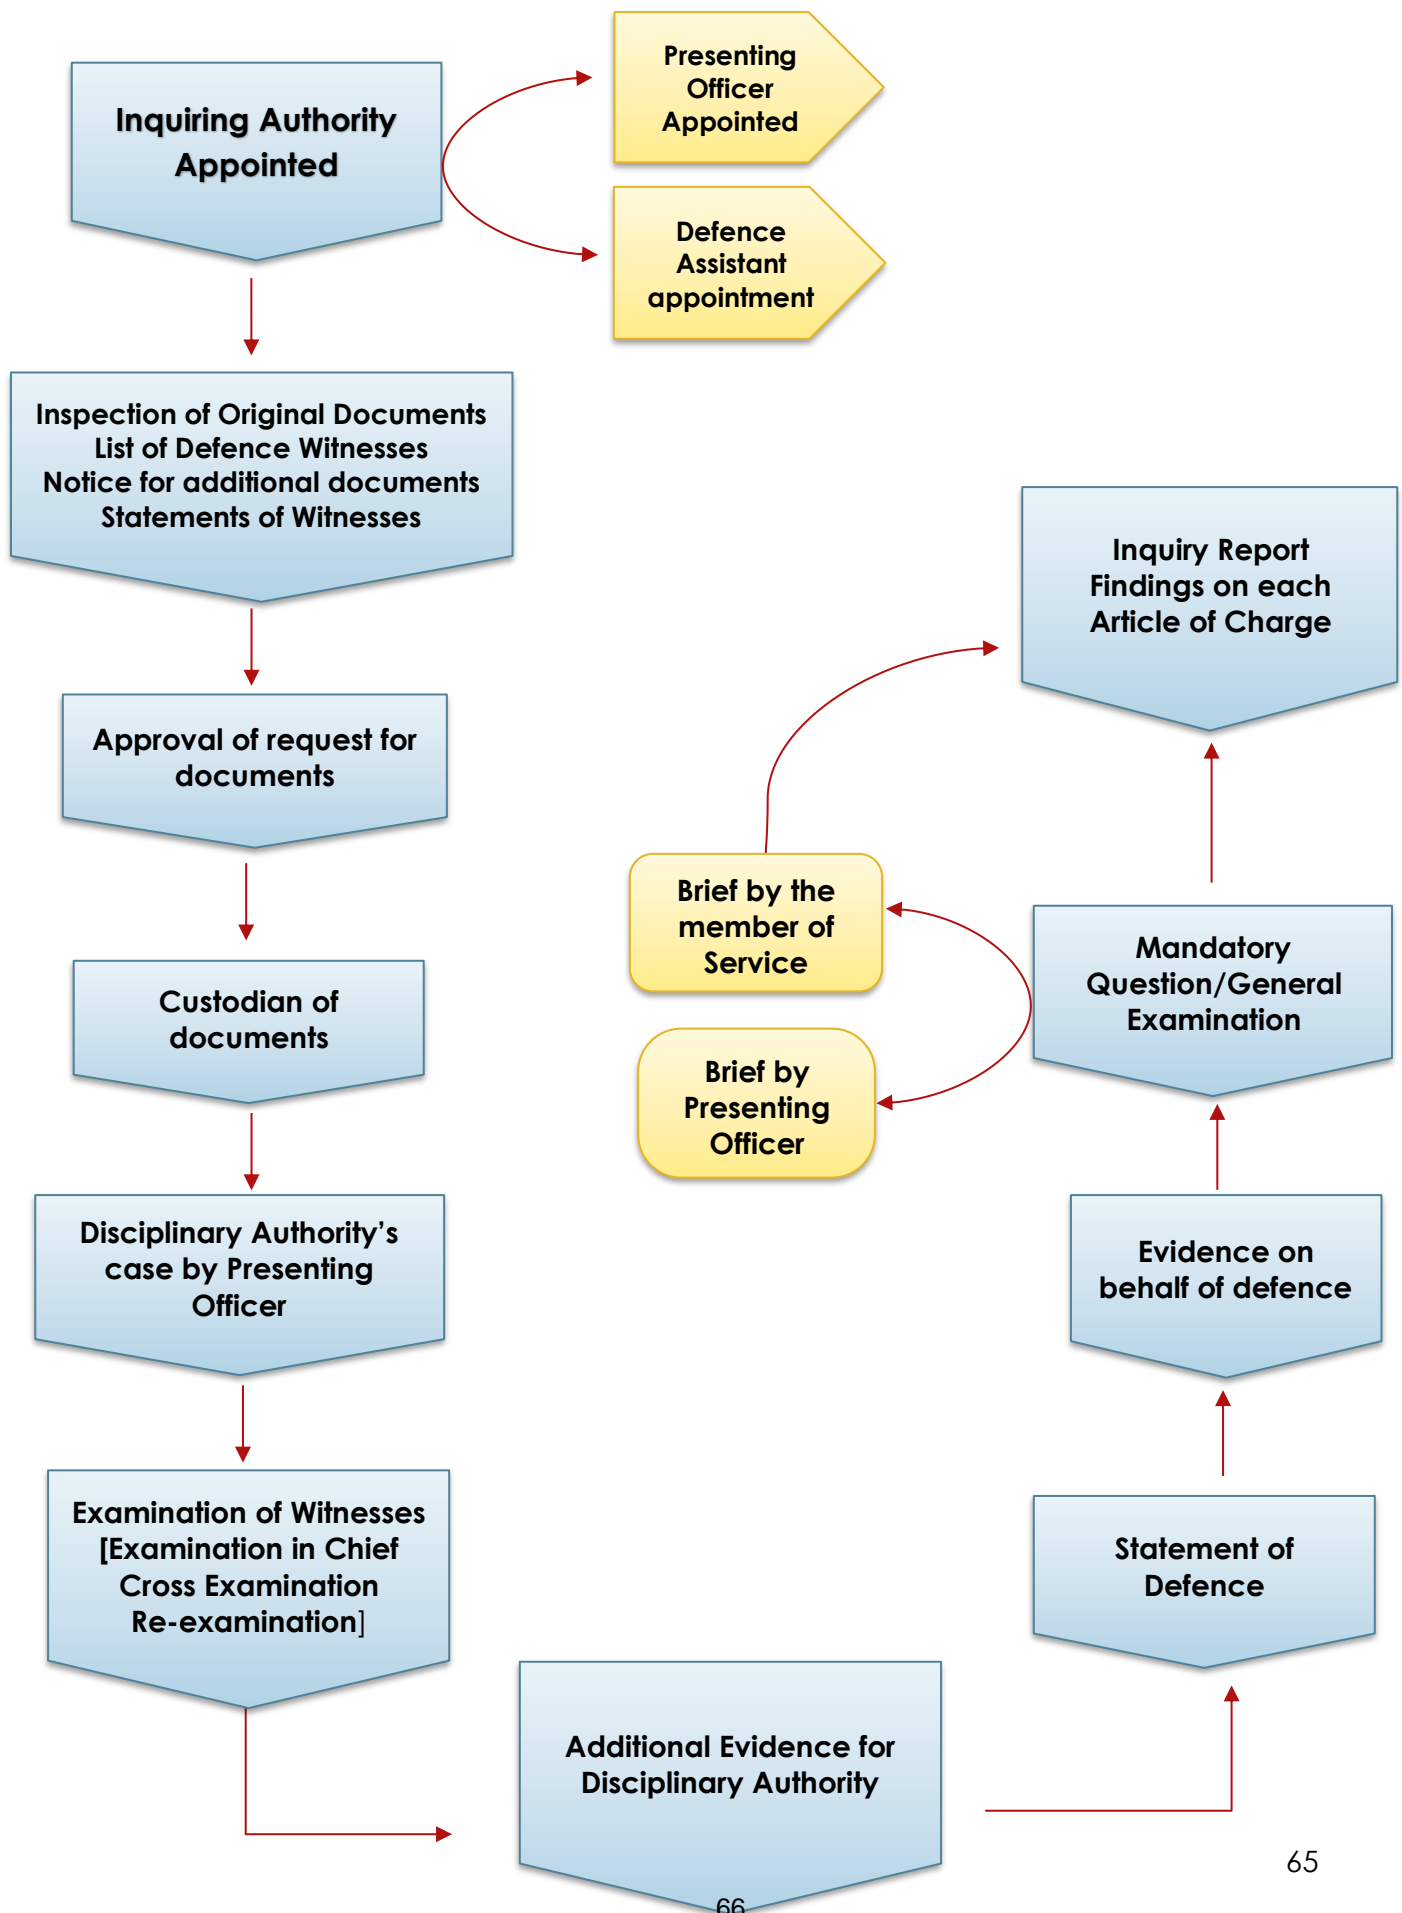 Inquiring Authority
Appointed
Presenting
Officer
Appointed
Defence
Assistant
appointment
Inspection of Original Documents
List of Defence Witnesses
Notice for additional documents
Statements of Witnesses
Approval of request for
documents
Custodian of
documents
Disciplinary Authority’s
case by Presenting
Officer
Examination of Witnesses
[Examination in Chief
Cross Examination
Re-examination]
Additional Evidence for
Disciplinary Authority
Statement of
Defence
Evidence on
behalf of defence
Mandatory
Question/General
Examination
Brief by the
member of
Service
Brief by
Presenting
Officer
Inquiry Report
Findings on each
Article of Charge
65
66